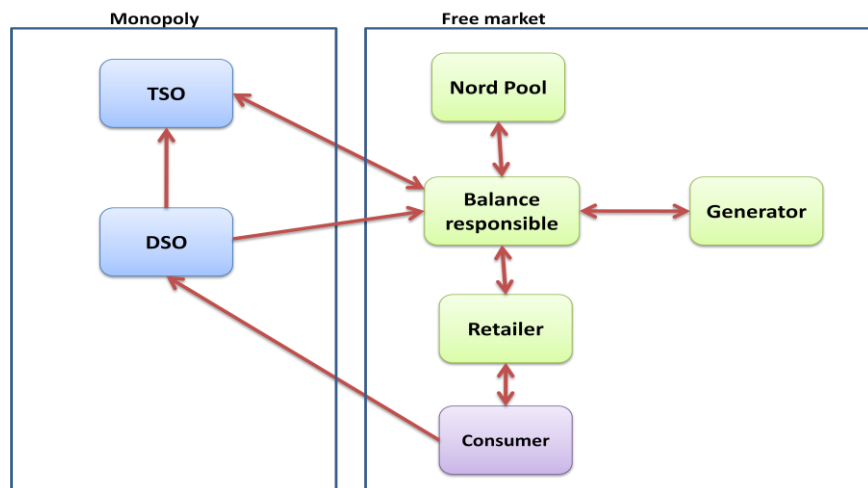 Monopoly
Free market
TSO
Nord Pool
Balance
responsible
Generator
DSO
Retailer
Consumer